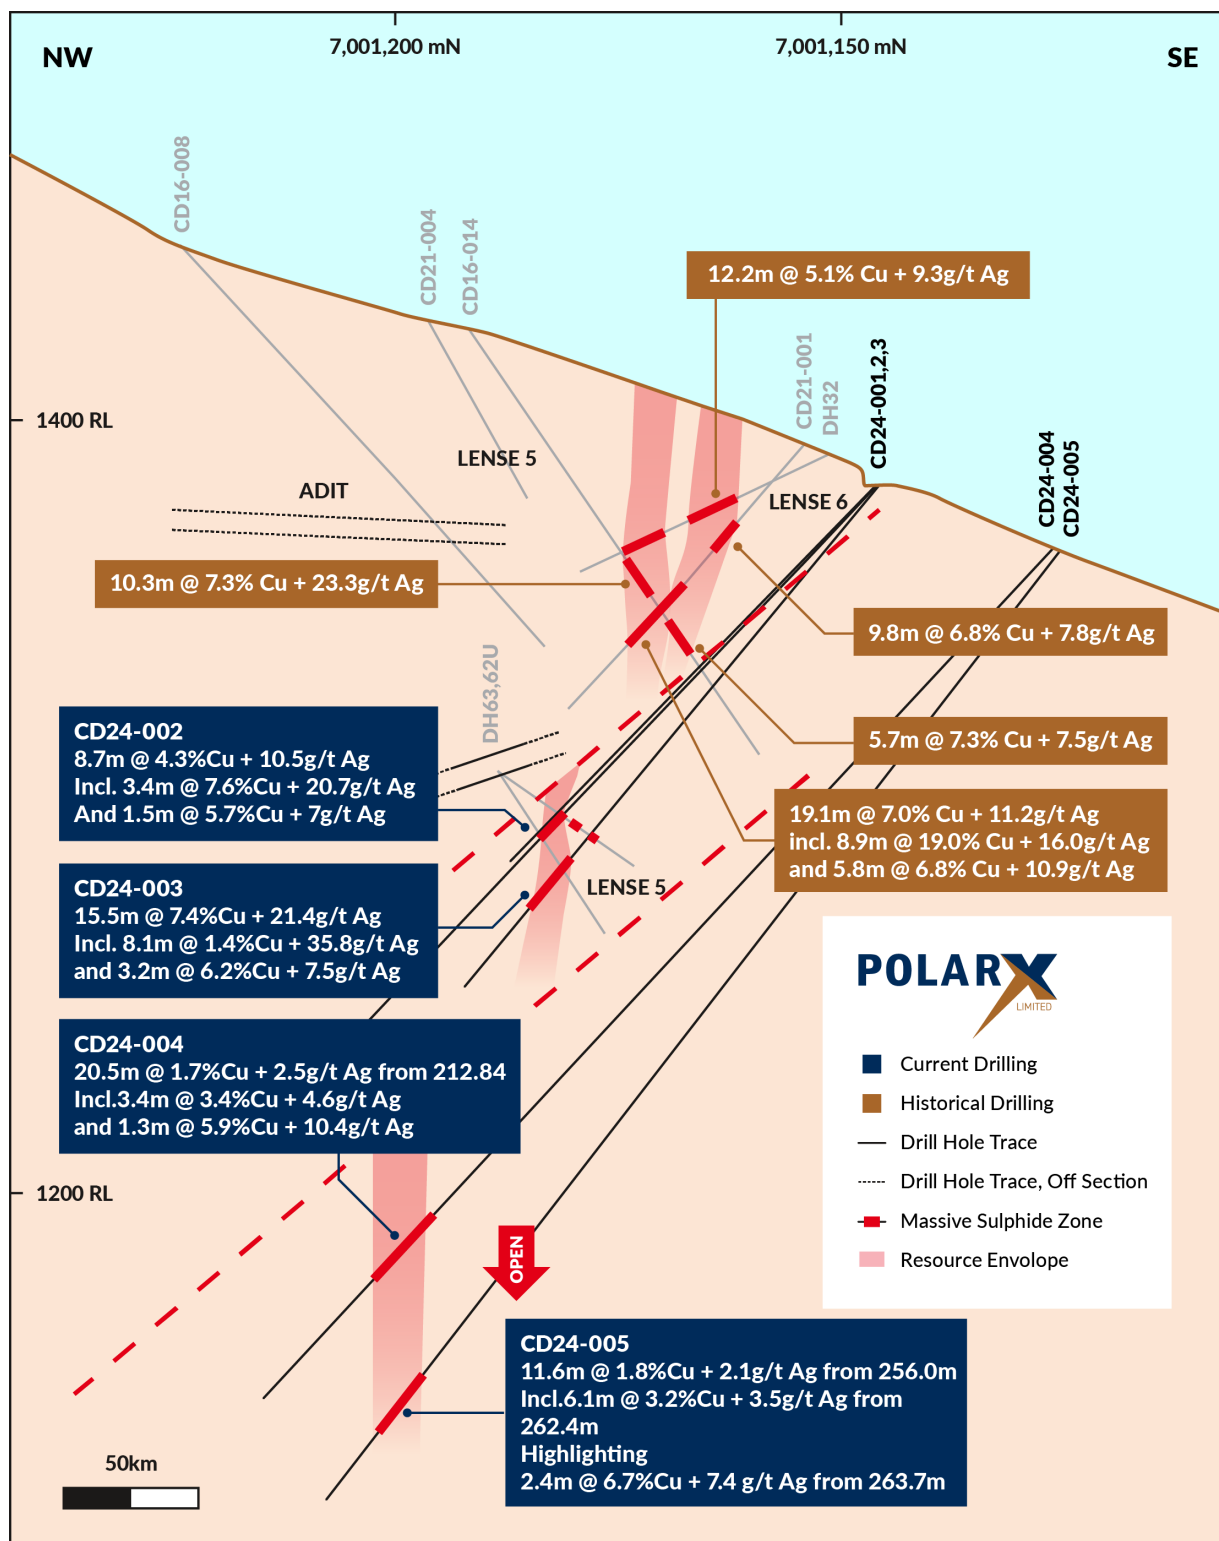 7,001,200 mN
7,001,150 mN
NW
SE
CD16-008
CD21-004
CD16-014
12.2m @ 5.1% Cu + 9.3g/t Ag
CD21-001
DH32
CD24-001,2,3
1400 RL
CD24-004
CD24-005
LENSE 5
ADIT
LENSE 6
10.3m @ 7.3% Cu + 23.3g/t Ag
9.8m @ 6.8% Cu + 7.8g/t Ag
DH63,62U
5.7m @ 7.3% Cu + 7.5g/t Ag
CD24-002
8.7m @ 4.3%Cu + 10.5g/t Ag
Incl. 3.4m @ 7.6%Cu + 20.7g/t Ag
And 1.5m @ 5.7%Cu + 7g/t Ag
19.1m @ 7.0% Cu + 11.2g/t Ag
incl. 8.9m @ 19.0% Cu + 16.0g/t Ag
and 5.8m @ 6.8% Cu + 10.9g/t Ag
CD24-003
15.5m @ 7.4%Cu + 21.4g/t Ag
Incl. 8.1m @ 1.4%Cu + 35.8g/t Ag
and 3.2m @ 6.2%Cu + 7.5g/t Ag
LENSE 5
POLARX
LIMITED
CD24-004
20.5m @ 1.7%Cu + 2.5g/t Ag from 212.84
Incl.3.4m @ 3.4%Cu + 4.6g/t Ag
and 1.3m @ 5.9%Cu + 10.4g/t Ag
Current Drilling
Historical Drilling
Drill Hole Trace
Drill Hole Trace, Off Section
Massive Sulphide Zone
Resource Envolope
1200 RL
OPEN
CD24-005
11.6m @ 1.8%Cu + 2.1g/t Ag from 256.0m
Incl.6.1m @ 3.2%Cu + 3.5g/t Ag from
262.4m
Highlighting
2.4m @ 6.7%Cu + 7.4 g/t Ag from 263.7m
50km